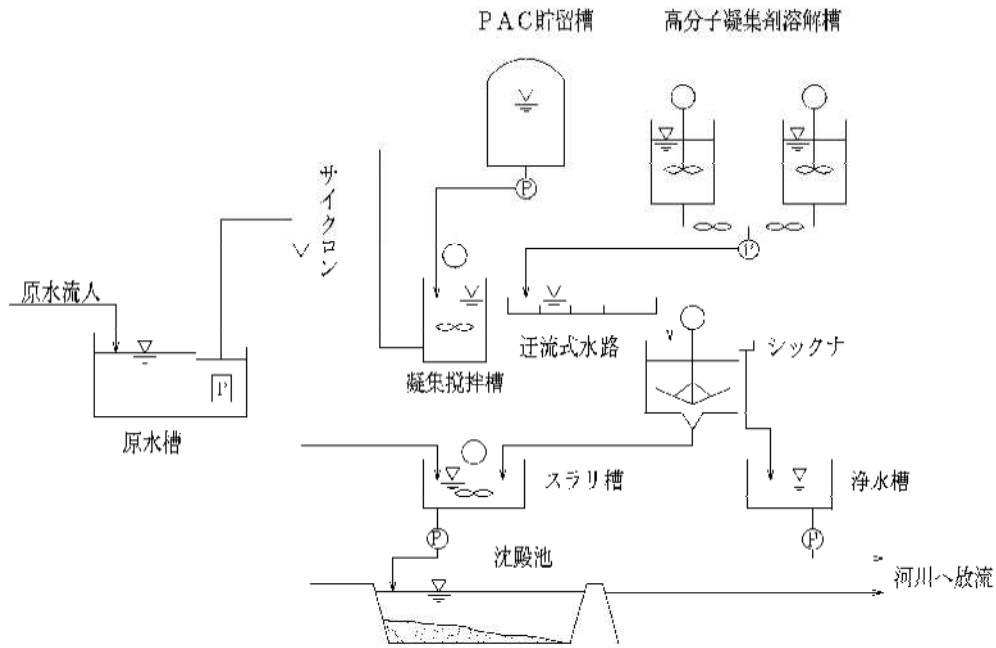 PAC貯留槽
高分子凝集剤溶解槽
サイクロン
P
P
原水流入
P
迂流式水路
シックナ
凝集撹拌槽
原水槽
スラリ槽
浄水槽
P
P
沈殿池
河川へ放流